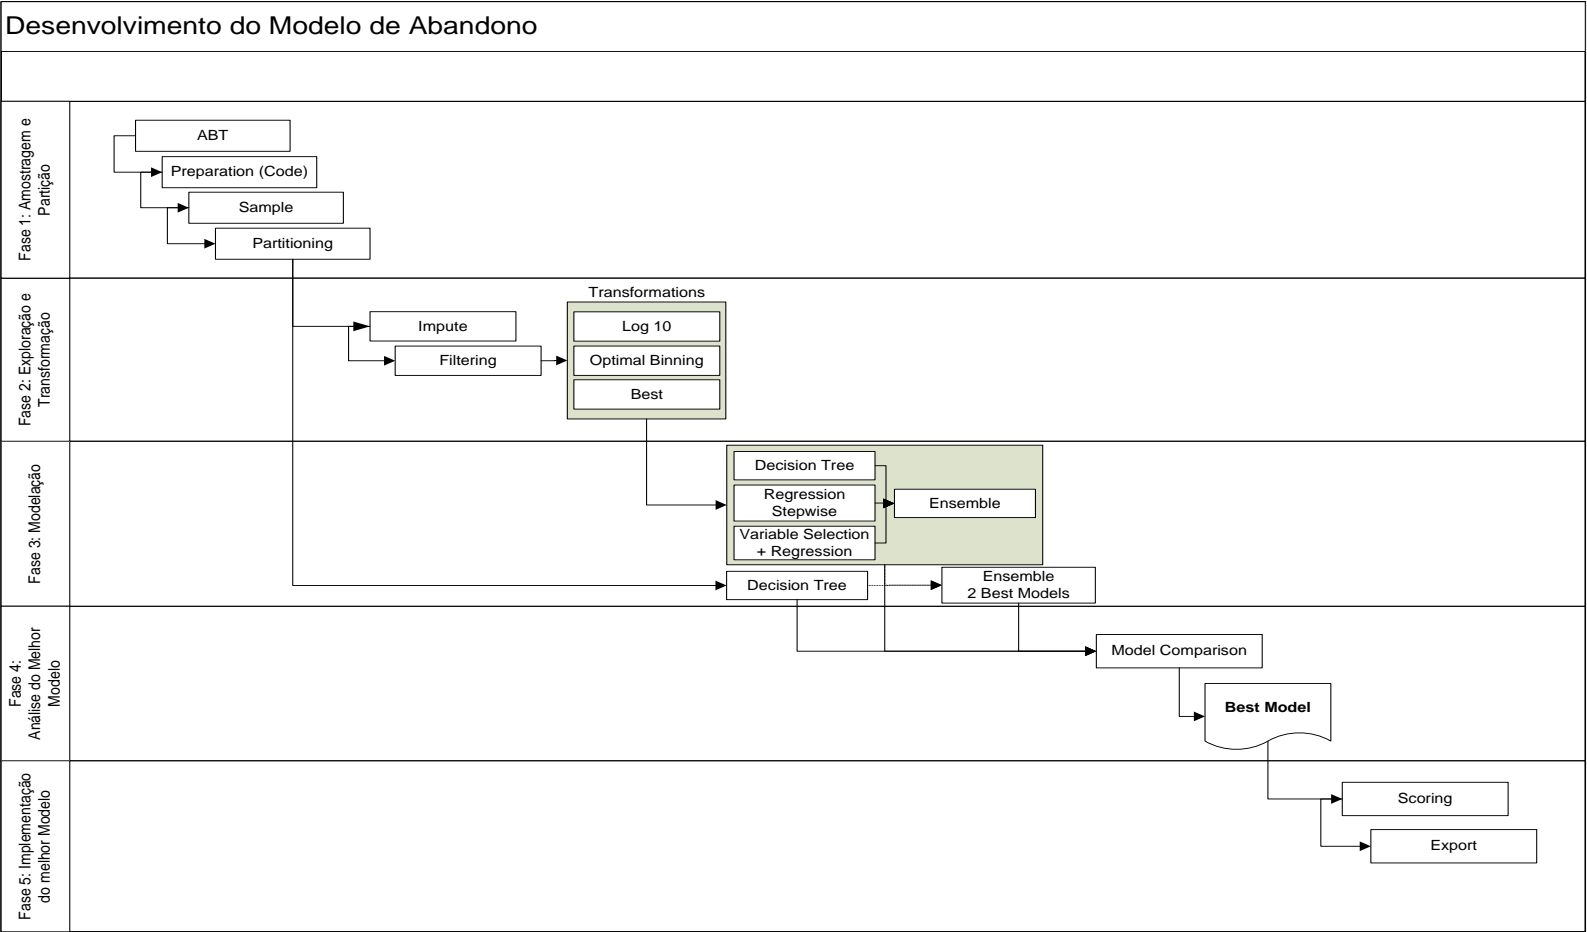 Desenvolvimento do Modelo de Abandono
Fase 1: Amostragem e
Partição
ABT
Preparation (Code)
Sample
Partitioning
Fase 2: Exploração e
Transformação
Transformations
Impute
Filtering
Log 10
Optimal Binning
Best
Fase 3: Modelação
Decision Tree
Regression
Stepwise
Variable Selection
+ Regression
Ensemble
Decision Tree
Ensemble
2 Best Models
Fase 4:
Análise do Melhor
Modelo
Model Comparison
Best Model
Fase 5: Implementação
do melhor Modelo
Scoring
Export